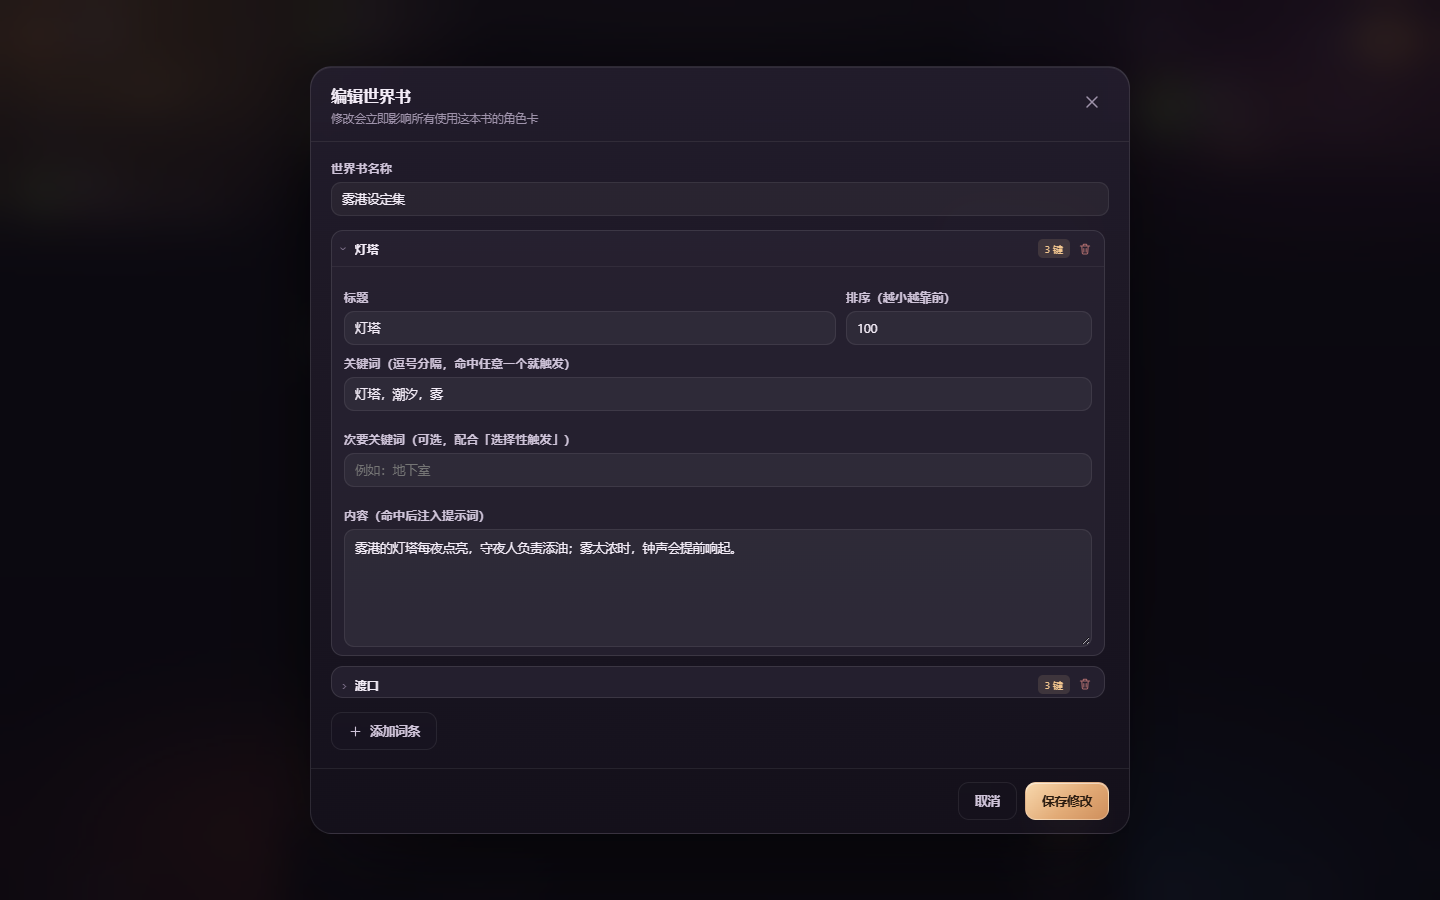 编辑世界书
修改会立即影响所有使用这本书的角色卡
世界书名称
雾港设定集
灯塔
3 键
标题
排序（越小越靠前）
灯塔
100
关键词（逗号分隔，命中任意一个就触发）
灯塔，潮汐，雾
次要关键词（可选，配合「选择性触发」）
例如：地下室
内容（命中后注入提示词）
雾港的灯塔每夜点亮，守夜人负责添油；雾太浓时，钟声会提前响起。
渡口
3 键
添加词条
取消
保存修改